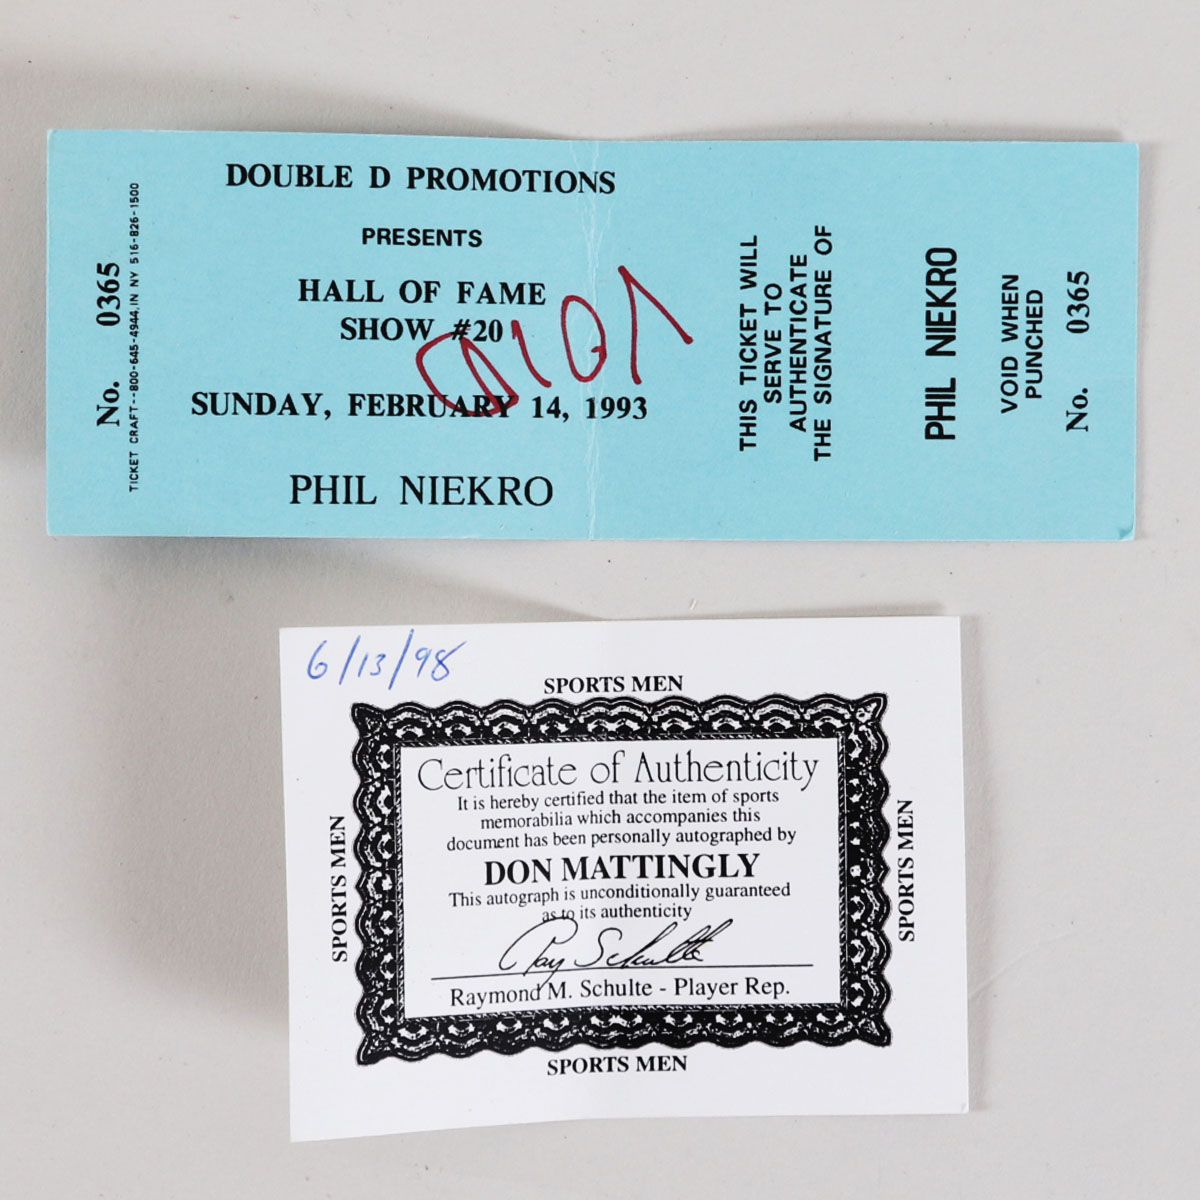 No. 0365
TICKET CRAFT--800-645-4944, IN NY 516-826-1500
DOUBLE D PROMOTIONS
PRESENTS
HALL OF FAME
SHOW #20
SUNDAY, FEBRUARY 14, 1993
PHIL NIEKRO
THIS TICKET WILL
SERVE TO
AUTHENTICATE
THE SIGNATURE OF
PHIL NIEKRO
VOID WHEN
PUNCHED
No. 0365
6/13/98
SPORTS MEN
SPORTS MEN
Certificate of Authenticity
It is hereby certified that the item of sports
memorabilia which accompanies this
document has been personally autographed by
DON MATTINGLY
This autograph is unconditionally guaranteed
as to its authenticity
Ray Schulte
Raymond M. Schulte - Player Rep.
SPORTS MEN
SPORTS MEN